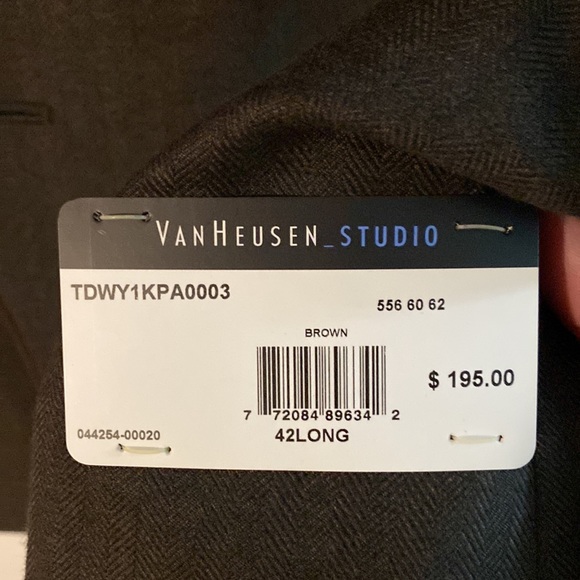 VANHEUSEN_STUDIO
TDWY1KPA0003
556 60 62
BROWN
$ 195.00
7 72084 89634 2
044254-00020
42LONG